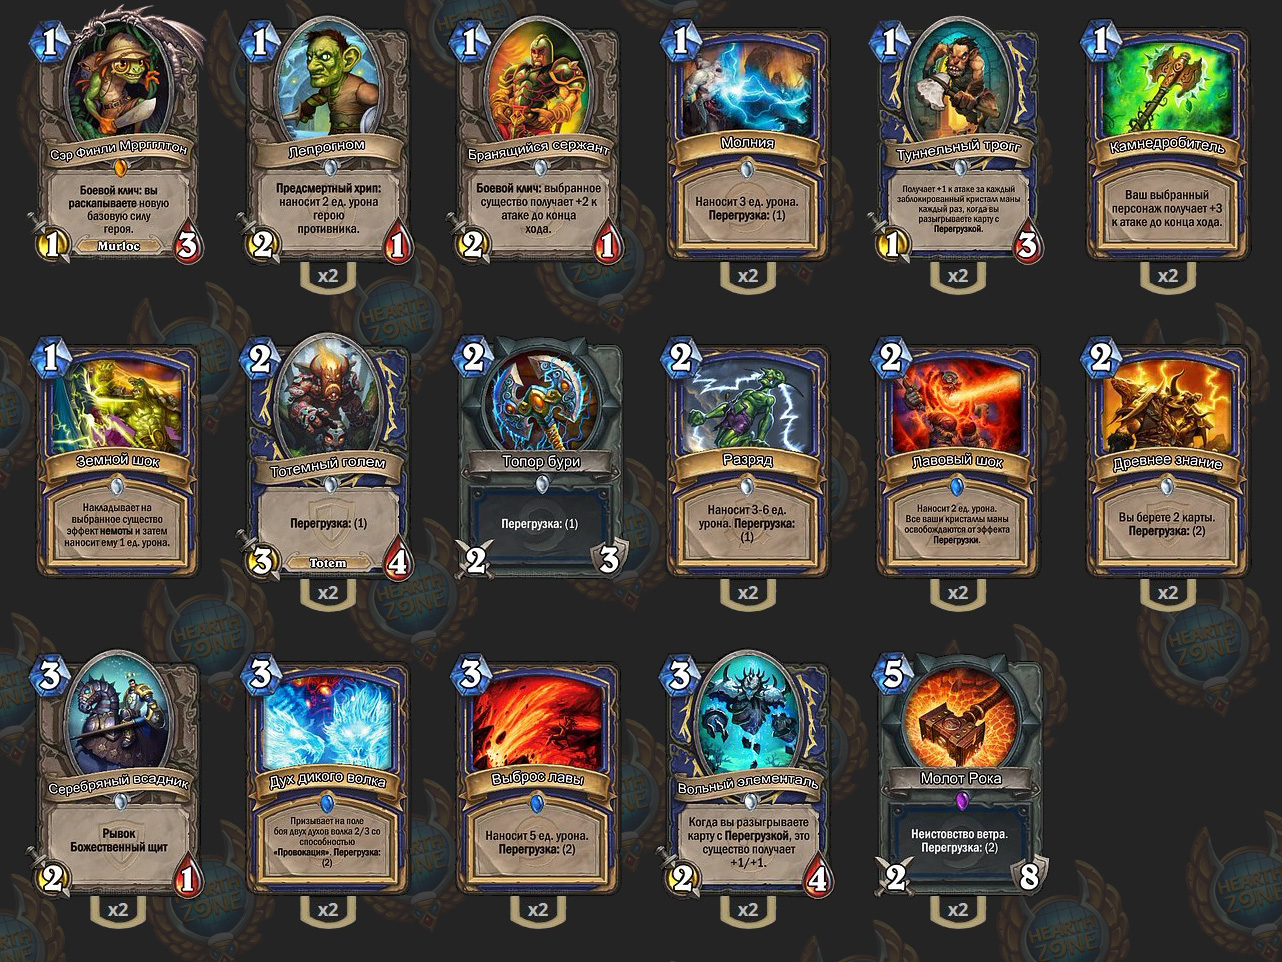 1
Сэр Финли Мрргглтон
Боевой клич: вы
раскапываете новую
базовую силу
героя.
1
Murloc
3
1
Лепрогном
Предсмертный хрип:
наносит 2 ед. урона
герою
противника.
2
1
x2
1
Бранящийся сержант
Боевой клич: выбранное
существо получает +2 к
атаке до конца
хода.
2
1
1
Молния
Наносит 3 ед. урона.
Перегрузка: (1)
x2
1
Туннельный трогг
Получает +1 к атаке за каждый
заблокированный кристалл маны
каждый раз, когда вы
разыгрываете карту с
Перегрузкой.
1
3
x2
1
Камнедробитель
Ваш выбранный
персонаж получает +3
к атаке до конца хода.
x2
1
Земной шок
Накладывает на
выбранное существо
эффект немоты и затем
наносит ему 1 ед. урона.
2
Тотемный голем
Перегрузка: (1)
3
Totem
4
x2
2
Топор бури
Перегрузка: (1)
2
3
2
Разряд
Наносит 3-6 ед.
урона. Перегрузка:
(1)
x2
2
Лавовый шок
Наносит 2 ед. урона.
Все ваши кристаллы маны
освобождаются от эффекта
Перегрузки.
x2
2
Древнее знание
Вы берете 2 карты.
Перегрузка: (2)
x2
3
Серебряный всадник
Рывок
Божественный щит
2
1
x2
3
Дух дикого волка
Призывает на поле
боя двух духов волка 2/3 со
способностью
«Провокация». Перегрузка:
(2)
x2
3
Выброс лавы
Наносит 5 ед. урона.
Перегрузка: (2)
x2
3
Вольный элементаль
Когда вы разыгрываете
карту с Перегрузкой, это
существо получает
+1/+1.
2
4
x2
5
Молот Рока
Неистовство ветра.
Перегрузка: (2)
2
8
x2
HEARTHZONE